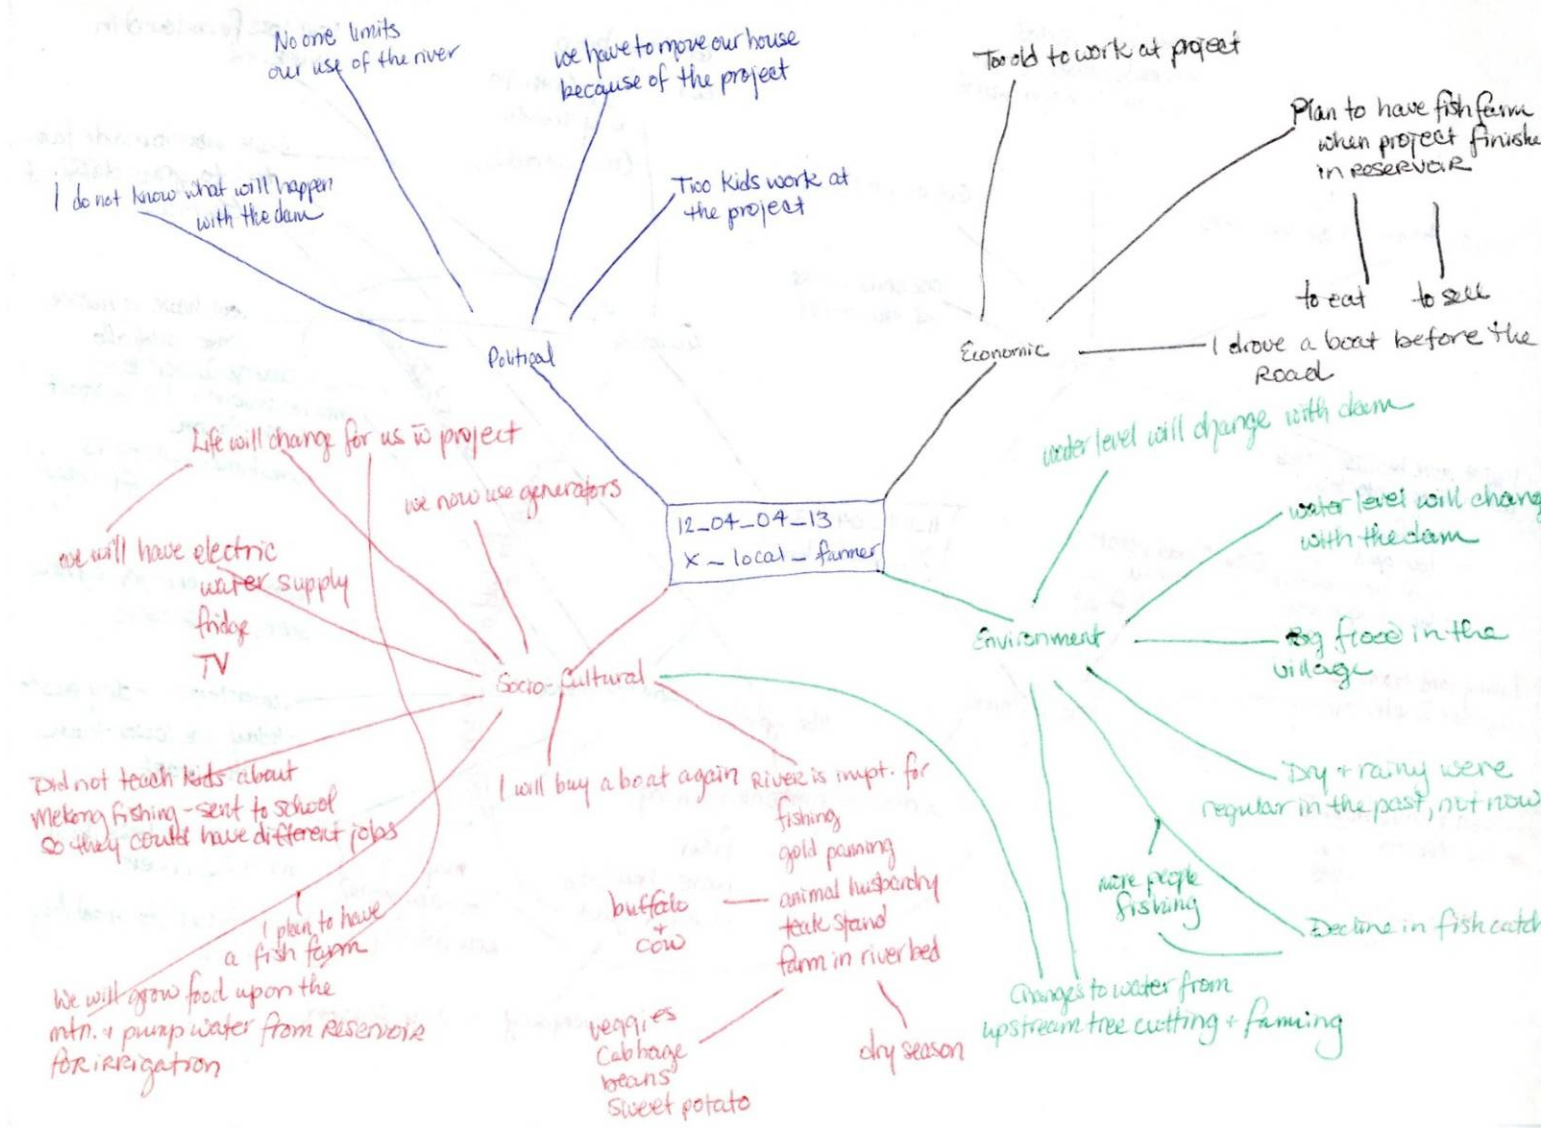 No one limits
our use of the river
we have to move our house
because of the project
I do not know what will happen
with the dam
Two kids work at
the project
Political
Too old to work at project
Plan to have fish farm
when project finishe
in RESERVOIR
to eat
to sell
Economic
I drove a boat before the
ROAD
12_04_04_13
x - local - farmer
Life will change for us w̄ project
we now use generators
we will have electric
water supply
fridge
TV
Socio-Cultural
Did not teach kids about
Mekong fishing - sent to school
so they could have different jobs
I plan to have
a fish farm
We will grow food upon the
mtn. + pump water from RESERVOIR
for irrigation
I will buy a boat again
River is impt. for
fishing
gold panning
animal husbandry
teak stand
farm in river bed
buffalo
+
cow
veggies
Cabbage
beans
Sweet potato
dry season
water level will change with dam
water level will chang
with the dam
Environment
Big flood in the
village
Dry + rainy were
regular in the past, not now
more people
fishing
Decline in fish catch
Changes to water from
upstream tree cutting + farming